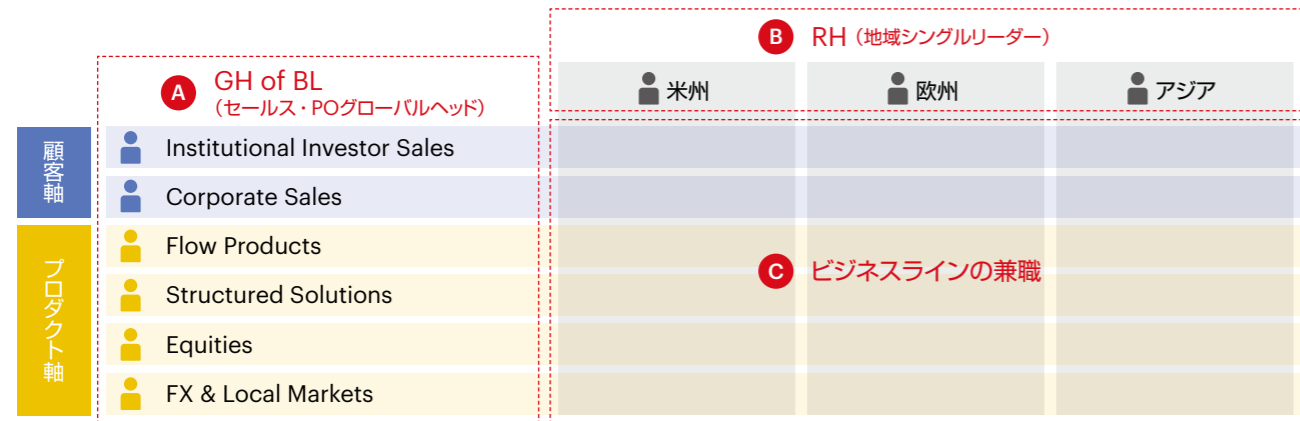 B RH（地域シングルリーダー）
A GH of BL
（セールス・POグローバルヘッド）
米州 欧州 アジア
顧客軸
Institutional Investor Sales
Corporate Sales
プロダクト軸
Flow Products
Structured Solutions
Equities
FX & Local Markets
C ビジネスラインの兼職